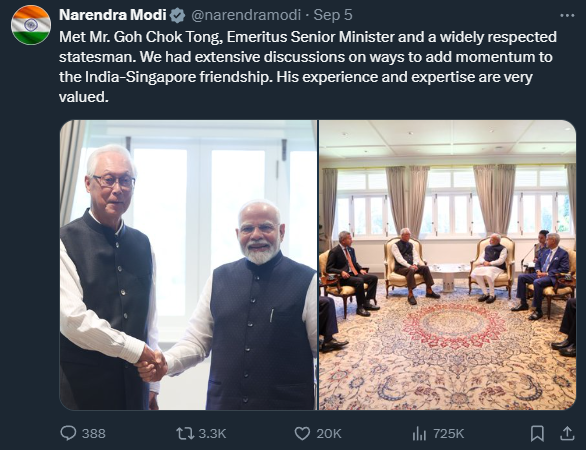 Narendra Modi @narendramodi · Sep 5
Met Mr. Goh Chok Tong, Emeritus Senior Minister and a widely respected
statesman. We had extensive discussions on ways to add momentum to
the India-Singapore friendship. His experience and expertise are very
valued.
388 3.3K 20K 725K